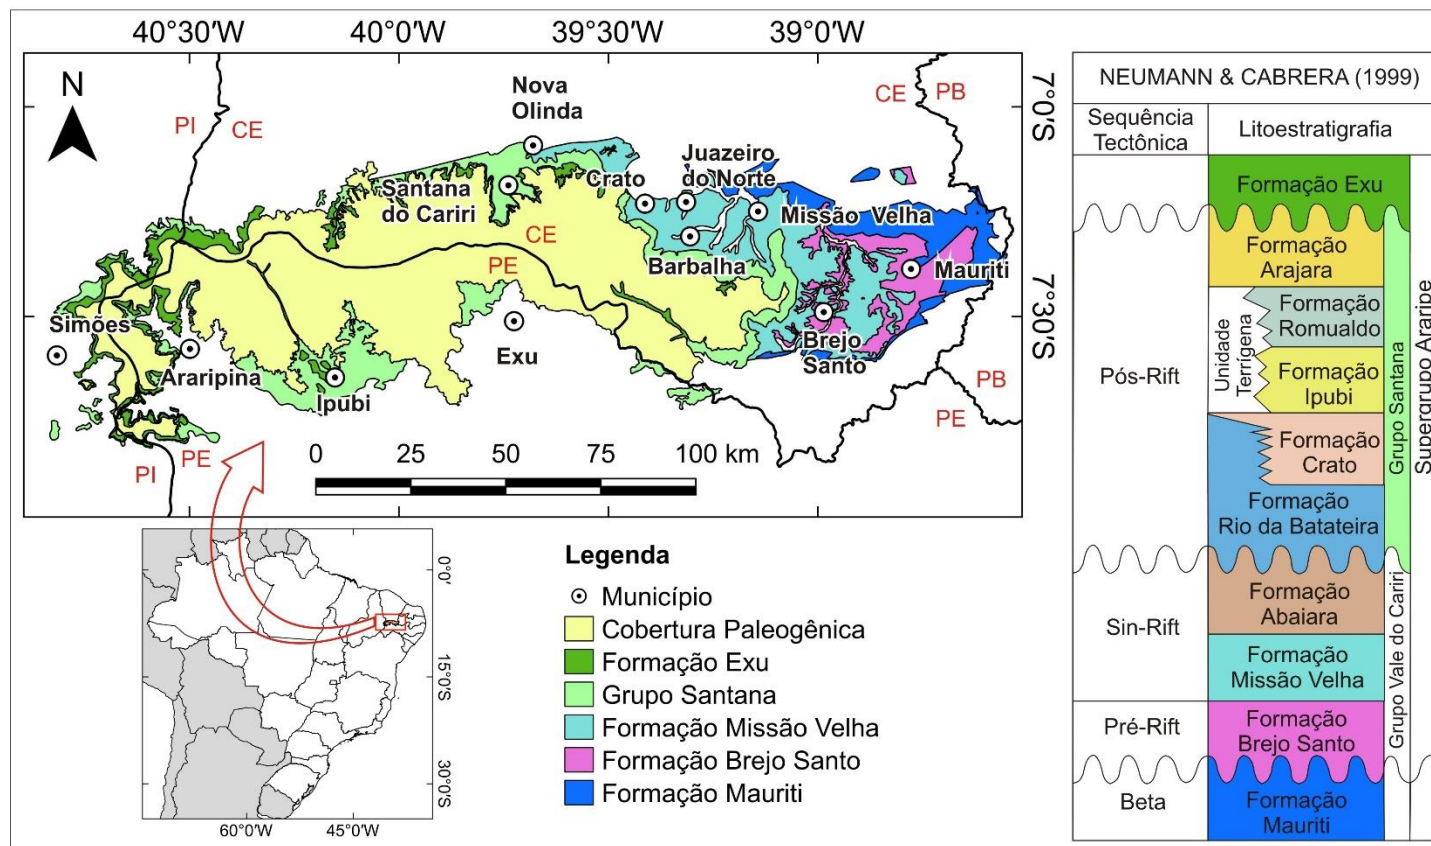 40°30'W 40°00'W 39°30'W 39°00'W
N
Nova
Olinda
CE
PB
7°0'S
PI
CE
Juazeiro
do Norte
Crato
Santana
do Cariri
Missão Velha
CE
PE
Barbalha
Mauriti
7°30'S
Simões
Araripina
Exu
Brejo
Santo
Ipubi
PB
PE
PE
PI
0 25 50 75 100 km
0°0'
15°0'S
30°0'S
60°0'W 45°0'W
Legenda
Município
Cobertura Paleogênica
Formação Exu
Grupo Santana
Formação Missão Velha
Formação Brejo Santo
Formação Mauriti
NEUMANN & CABRERA (1999)
Sequência
Tectônica
Litoestratigrafia
Formação Exu
Formação
Arajara
Formação
Romualdo
Unidade
Terrígena
Formação
Ipubi
Pós-Rift
Formação
Crato
Formação
Rio da Batateira
Grupo Santana
Supergrupo Araripe
Formação
Abaiara
Sin-Rift
Formação
Missão Velha
Grupo Vale do Cariri
Pré-Rift
Formação
Brejo Santo
Beta
Formação
Mauriti